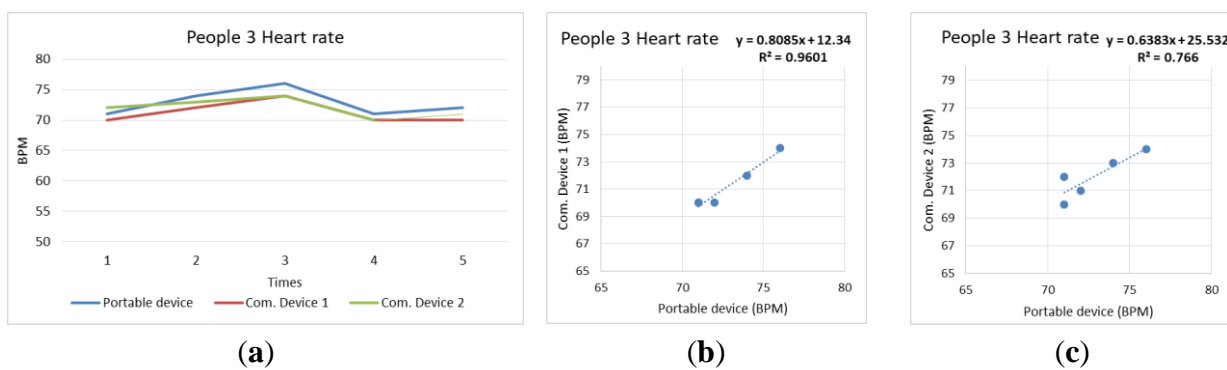 People 3 Heart rate
80
75
70
65
60
55
50
BPM
1 2 3 4 5
Times
Portable device Com. Device 1 Com. Device 2
(a)
People 3 Heart rate y = 0.8085x + 12.34
R² = 0.9601
79
77
75
73
71
69
67
65
Com. Device 1 (BPM)
65 70 75 80
Portable device (BPM)
(b)
People 3 Heart rate y = 0.6383x + 25.532
R² = 0.766
79
77
75
73
71
69
67
65
Com. Device 2 (BPM)
65 70 75 80
Portable device (BPM)
(c)